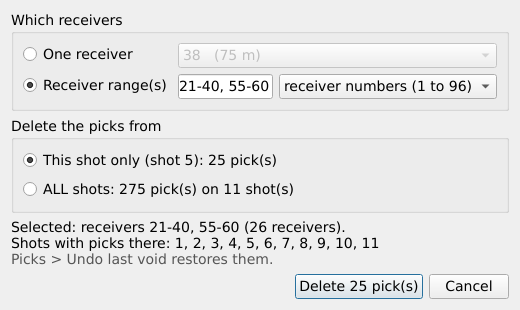 Which receivers
One receiver
38 (75 m)
Receiver range(s)
21-40, 55-60
receiver numbers (1 to 96)
Delete the picks from
This shot only (shot 5): 25 pick(s)
ALL shots: 275 pick(s) on 11 shot(s)
Selected: receivers 21-40, 55-60 (26 receivers).
Shots with picks there: 1, 2, 3, 4, 5, 6, 7, 8, 9, 10, 11
Picks > Undo last void restores them.
Delete 25 pick(s)
Cancel